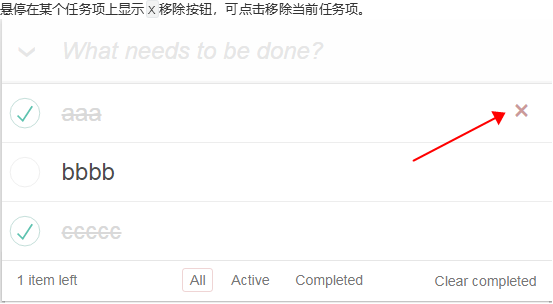 悬停在某个任务项上显示 x 移除按钮，可点击移除当前任务项。
What needs to be done?
aaa
bbbb
ccccc
1 item left All Active Completed Clear completed